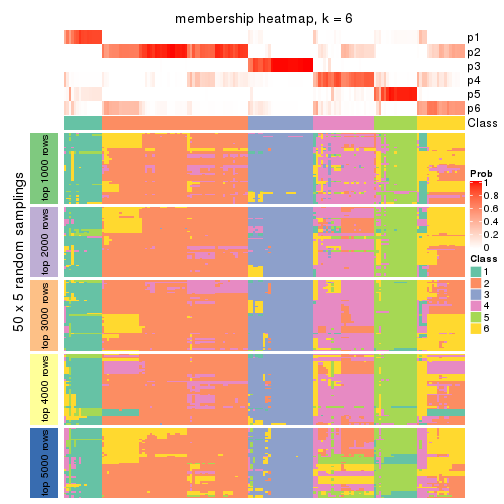 membership heatmap, k = 6
p1
p2
p3
p4
p5
p6
Class
50 x 5 random samplings
top 1000 rows
top 2000 rows
top 3000 rows
top 4000 rows
top 5000 rows
Prob
1
0.8
0.6
0.4
0.2
0
Class
1
2
3
4
5
6